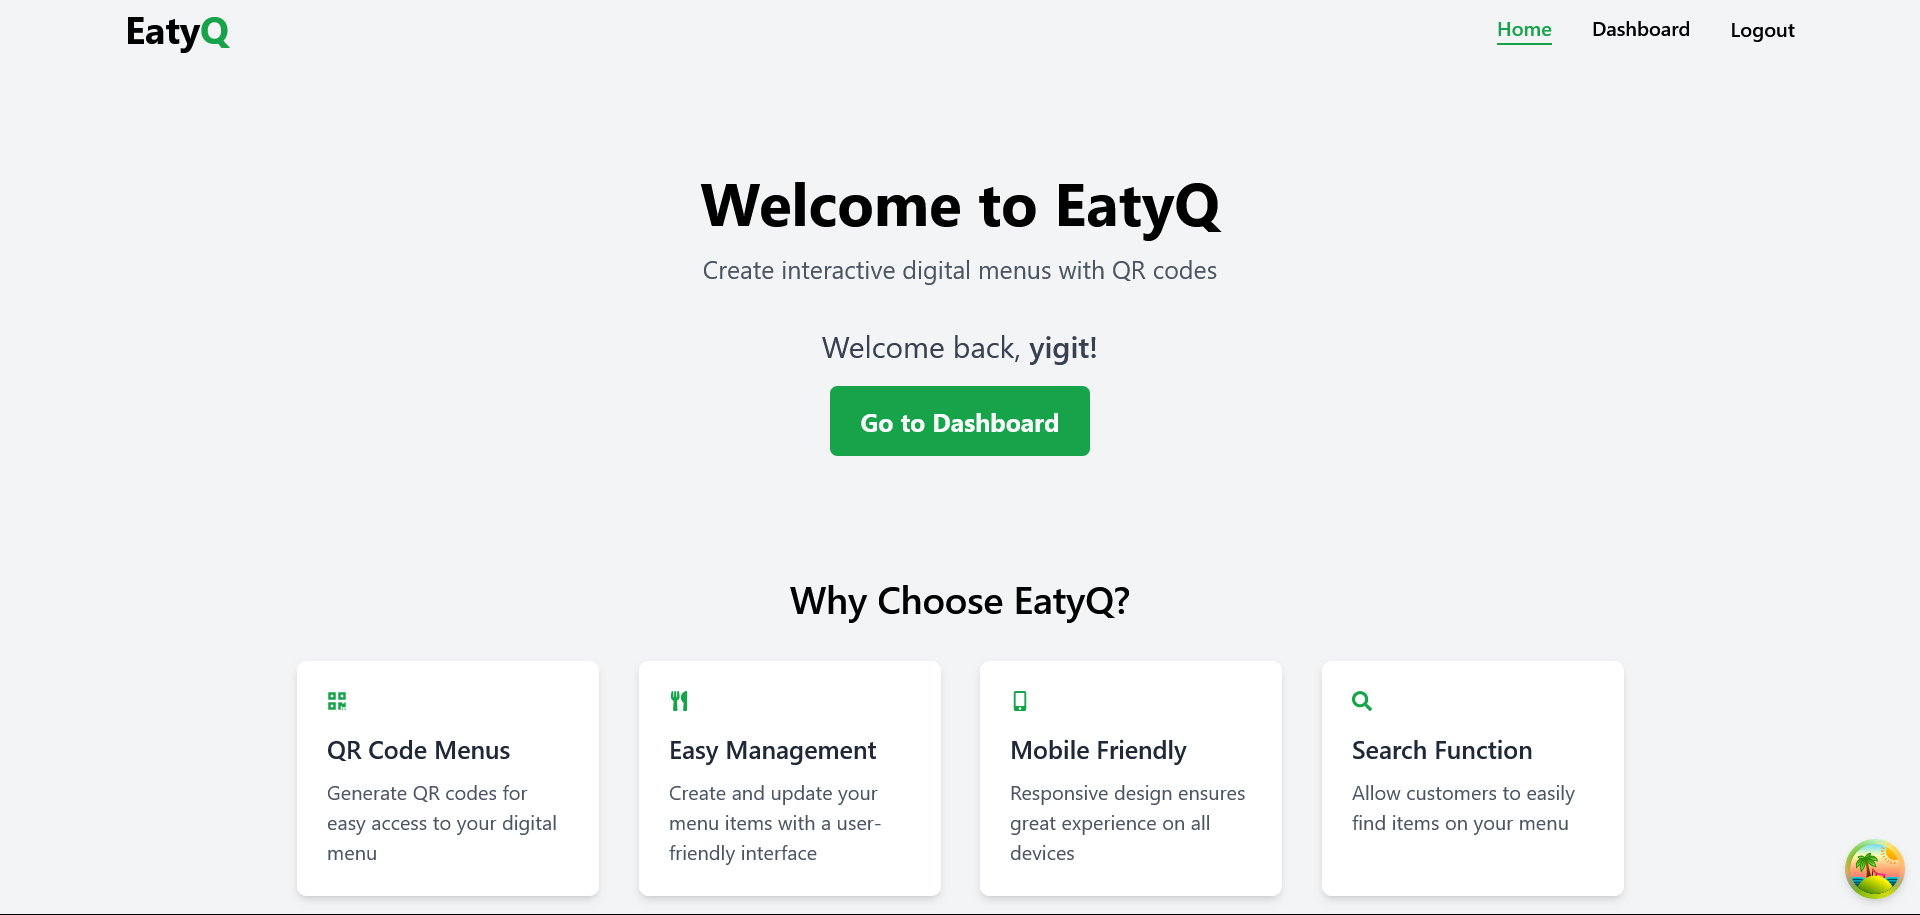 EatyQ
Home Dashboard Logout
Welcome to EatyQ
Create interactive digital menus with QR codes
Welcome back, yigit!
Go to Dashboard
Why Choose EatyQ?
QR Code Menus
Generate QR codes for
easy access to your digital
menu
Easy Management
Create and update your
menu items with a user-
friendly interface
Mobile Friendly
Responsive design ensures
great experience on all
devices
Search Function
Allow customers to easily
find items on your menu